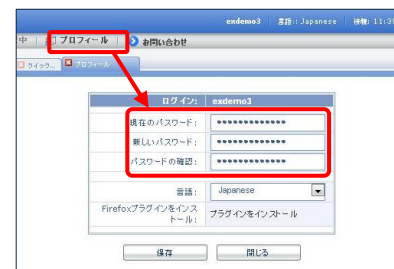 exdemo3 言語:: Japanese 接続: 11:3
中 プロフィール お問い合わせ
クイック.. プロフィール
ログイン: exdemo3
現在のパスワード: *************
新しいパスワード: *************
パスワードの確認: *************
言語: Japanese
Firefoxプラグインをインス
トール: プラグインをインストール
保存 閉じる